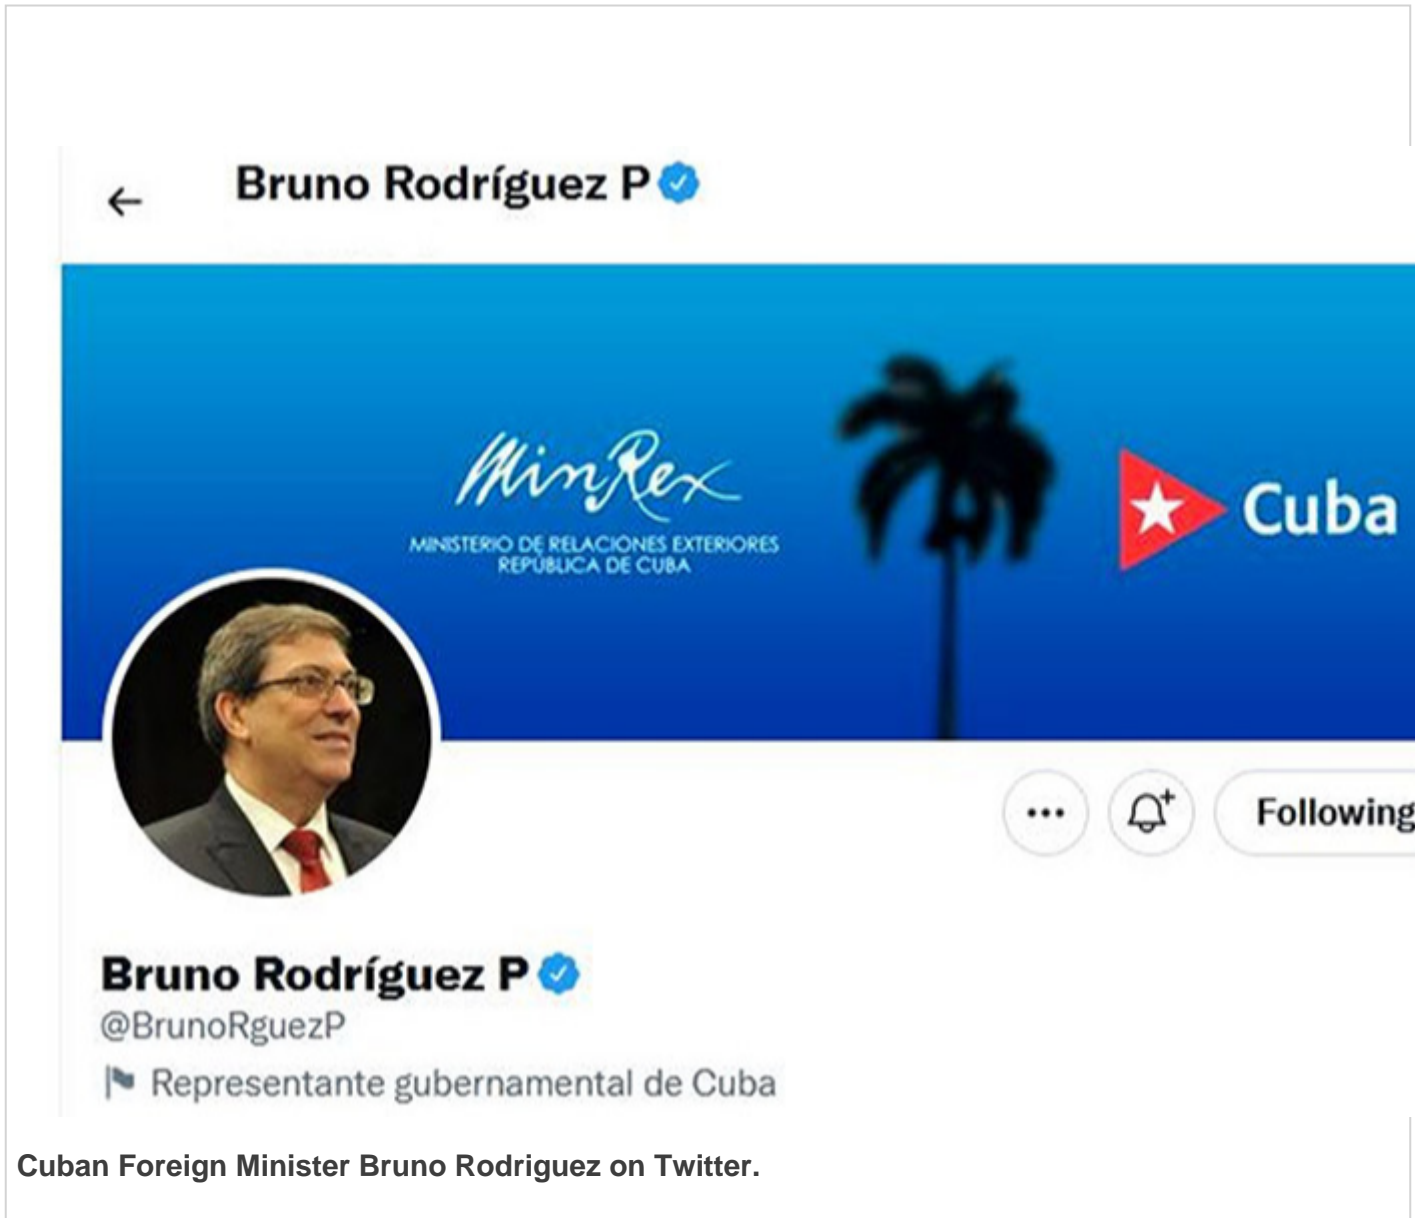 Bruno Rodríguez P
MinRex
MINISTERIO DE RELACIONES EXTERIORES
REPÚBLICA DE CUBA
Cuba
Following
Bruno Rodríguez P
@BrunoRguezP
Representante gubernamental de Cuba
Cuban Foreign Minister Bruno Rodriguez on Twitter.